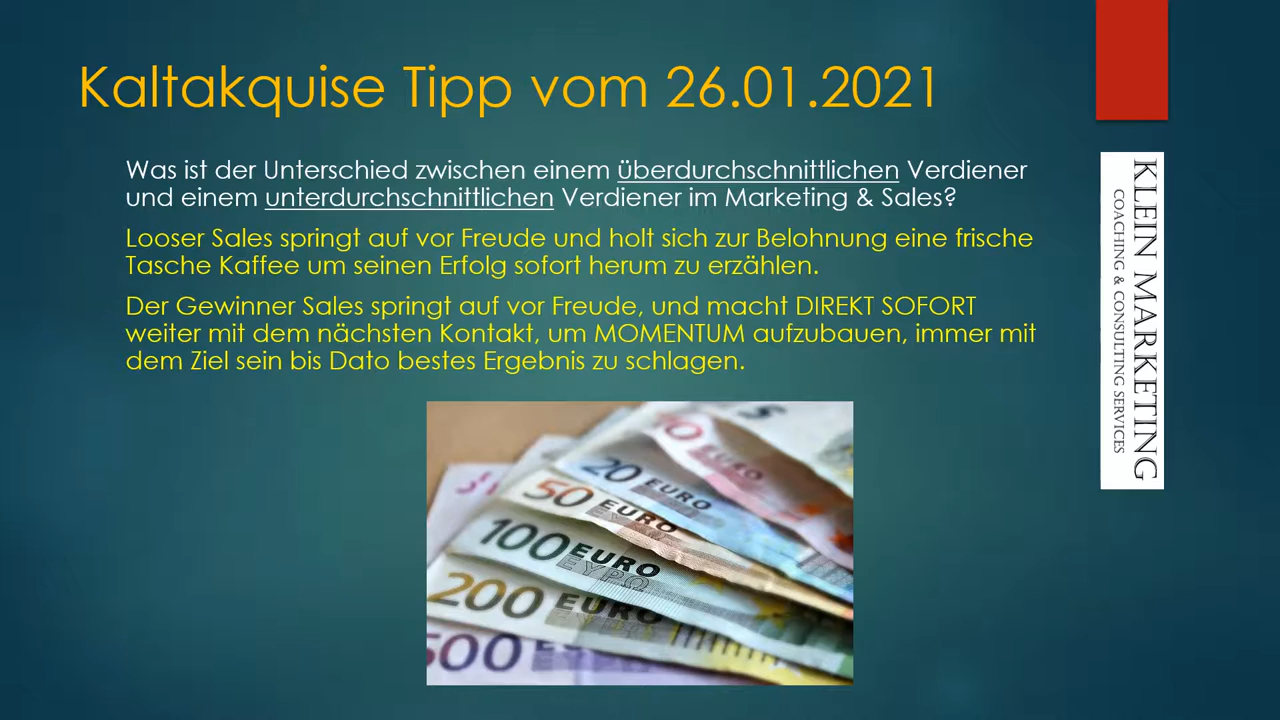 Kaltakquise Tipp vom 26.01.2021
Was ist der Unterschied zwischen einem überdurchschnittlichen Verdiener
und einem unterdurchschnittlichen Verdiener im Marketing & Sales?
Looser Sales springt auf vor Freude und holt sich zur Belohnung eine frische
Tasche Kaffee um seinen Erfolg sofort herum zu erzählen.
Der Gewinner Sales springt auf vor Freude, und macht DIREKT SOFORT
weiter mit dem nächsten Kontakt, um MOMENTUM aufzubauen, immer mit
dem Ziel sein bis Dato bestes Ergebnis zu schlagen.
KLEIN MARKETING
COACHING & CONSULTING SERVICES
10 EURO
20 EURO
50 EURO
ΕΥΡΩ
100 EURO
ΕΥΡΩ
200 EURO
500